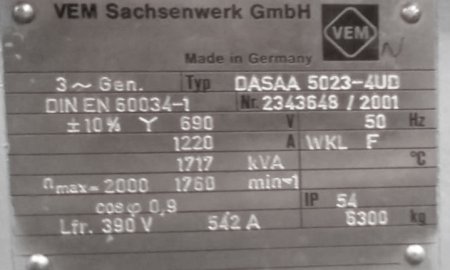 VEM Sachsenwerk GmbH VEM
Made in Germany
3 ~ Gen. Typ DASAA 5023-4UD
DIN EN 60034-1 Nr. 2343648 / 2001
±10% Y 690 V 50 Hz
1220 A WKL F
1717 kVA °C
nmax= 2000 1760 min-1
cos φ 0,9 IP 54
Lfr. 390 V 542 A 6300 kg